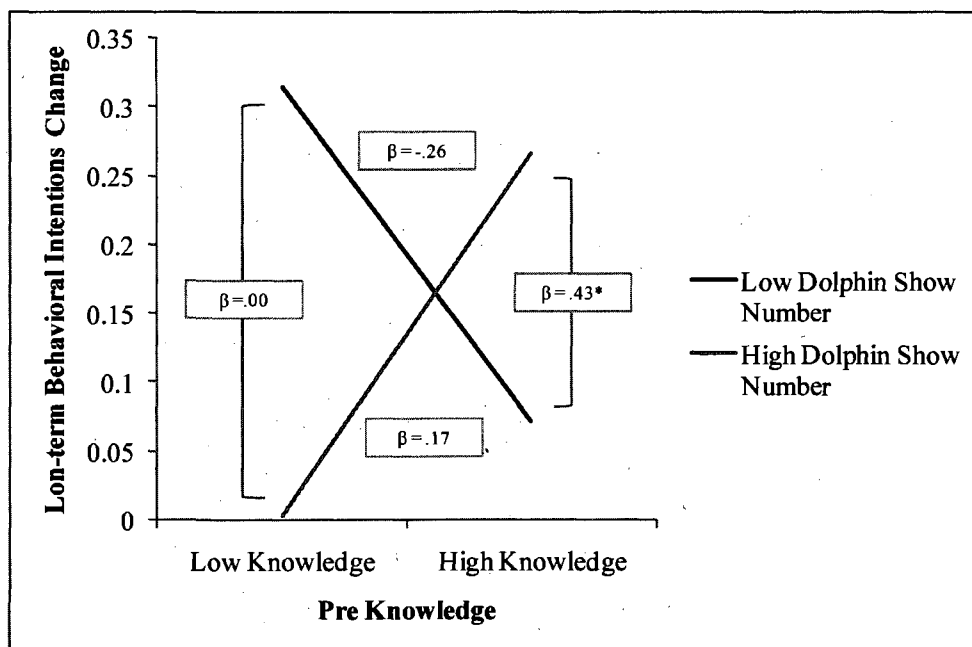 Lon-term Behavioral Intentions Change
0.35
0.3
0.25
0.2
0.15
0.1
0.05
0
β=-.26
β=.00
β=.43*
β=.17
Low Dolphin Show
Number
High Dolphin Show
Number
Low Knowledge
High Knowledge
Pre Knowledge